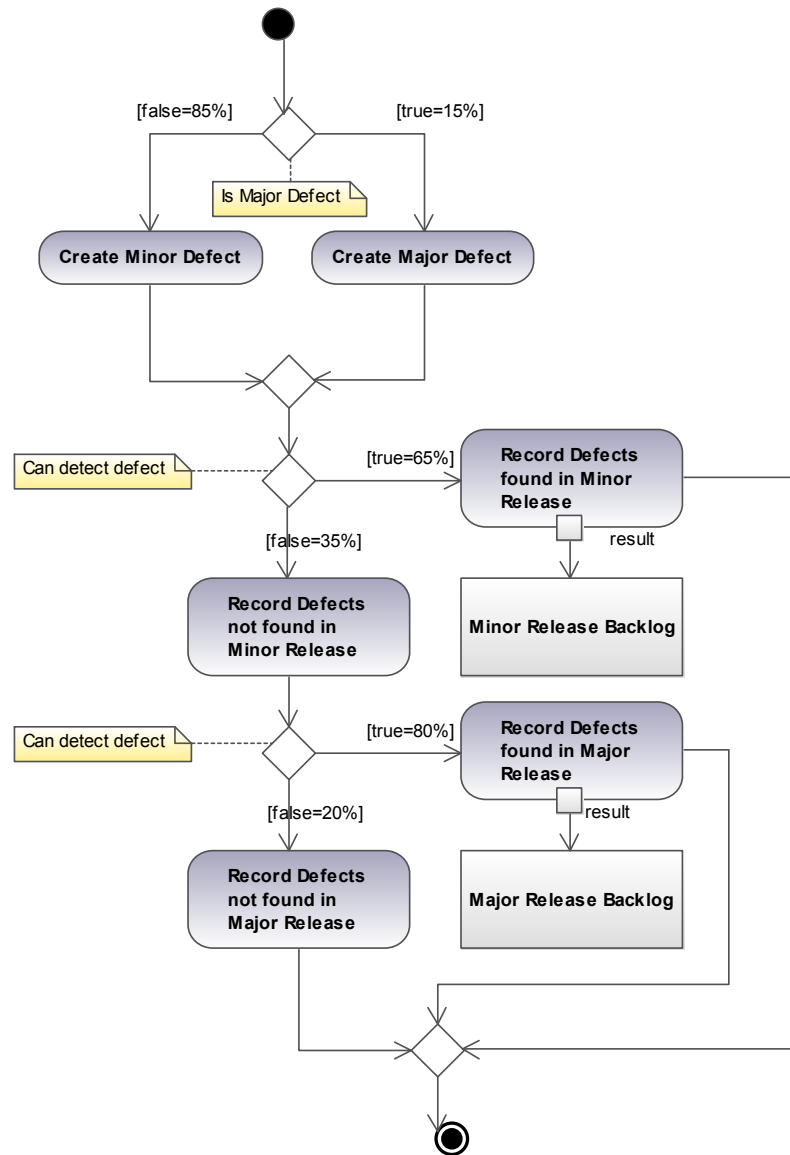 [false=85%]
[true=15%]
Is Major Defect
Create Minor Defect
Create Major Defect
Can detect defect
[true=65%]
Record Defects
found in Minor
Release
result
[false=35%]
Record Defects
not found in
Minor Release
Minor Release Backlog
Can detect defect
[true=80%]
Record Defects
found in Major
Release
result
[false=20%]
Record Defects
not found in
Major Release
Major Release Backlog